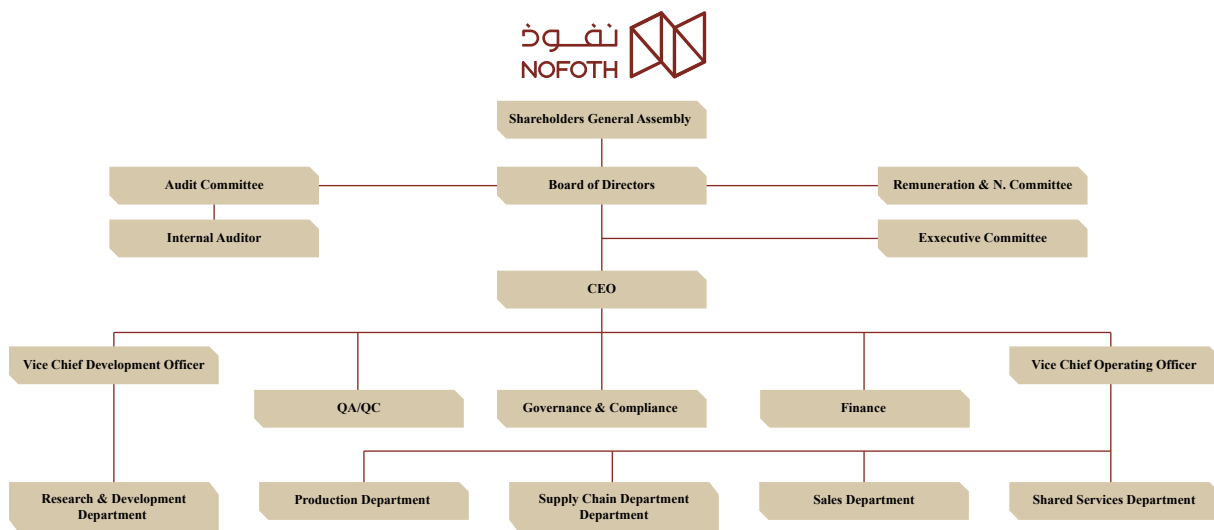 نفوذ
NOFOTH
Shareholders General Assembly
Audit Committee
Board of Directors
Remuneration & N. Committee
Internal Auditor
Exxecutive Committee
CEO
Vice Chief Development Officer
Vice Chief Operating Officer
QA/QC
Governance & Compliance
Finance
Research & Development
Department
Production Department
Supply Chain Department
Department
Sales Department
Shared Services Department